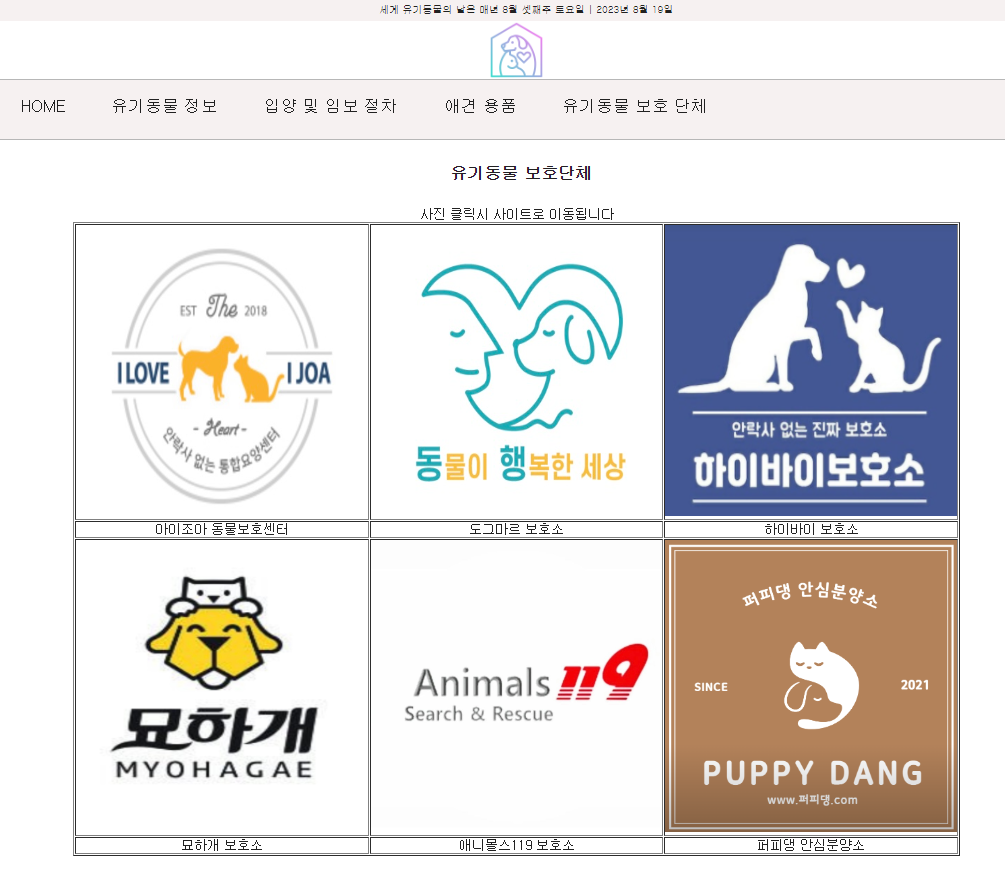 세계 유기동물의 날은 매년 8월 셋째주 토요일 | 2023년 8월 19일
HOME 유기동물 정보 입양 및 임보 절차 애견 용품 유기동물 보호 단체
유기동물 보호단체
사진 클릭시 사이트로 이동됩니다
EST The 2018
I LOVE I JOA
- Heart -
안락사 없는 통합요양센터
동물이 행복한 세상
안락사 없는 진짜 보호소
하이바이보호소
아이조아 동물보호센터 도그마르 보호소 하이바이 보호소
묘하개
MYOHAGAE
Animals 119
Search & Rescue
퍼피댕 안심분양소
SINCE 2021
PUPPY DANG
www.퍼피댕.com
묘하개 보호소 애니몰스119 보호소 퍼피댕 안심분양소